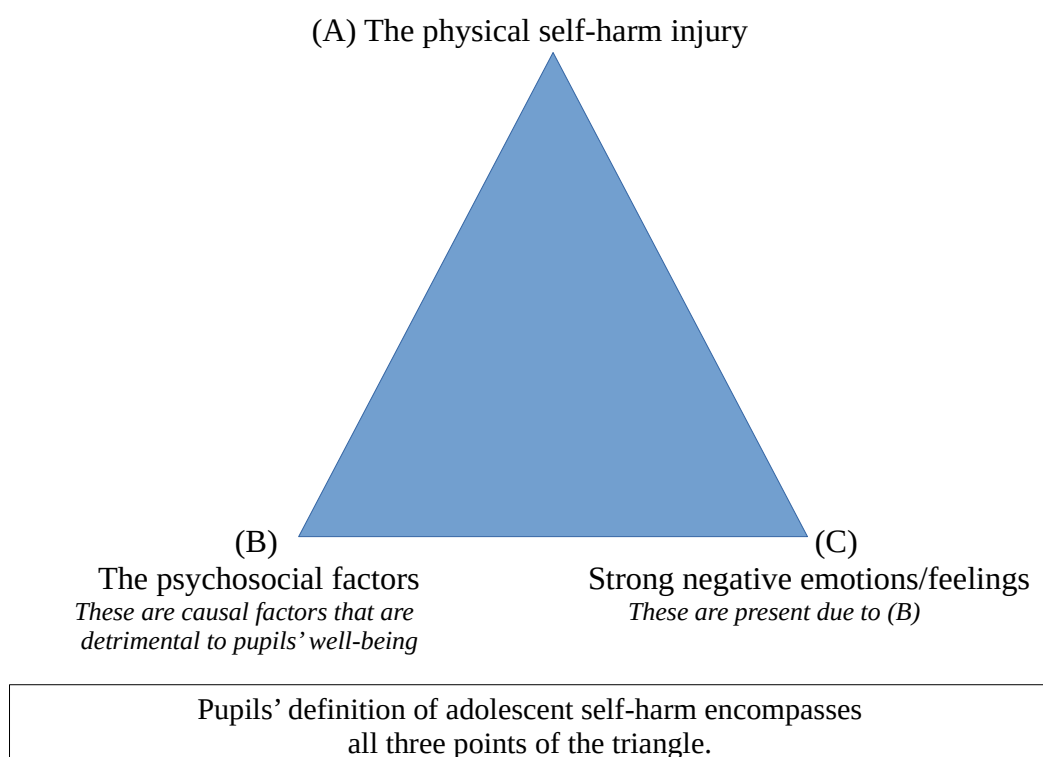 (A) The physical self-harm injury
(B)
(C)
The psychosocial factors
Strong negative emotions/feelings
These are causal factors that are
detrimental to pupils’ well-being
These are present due to (B)
Pupils’ definition of adolescent self-harm encompasses
all three points of the triangle.